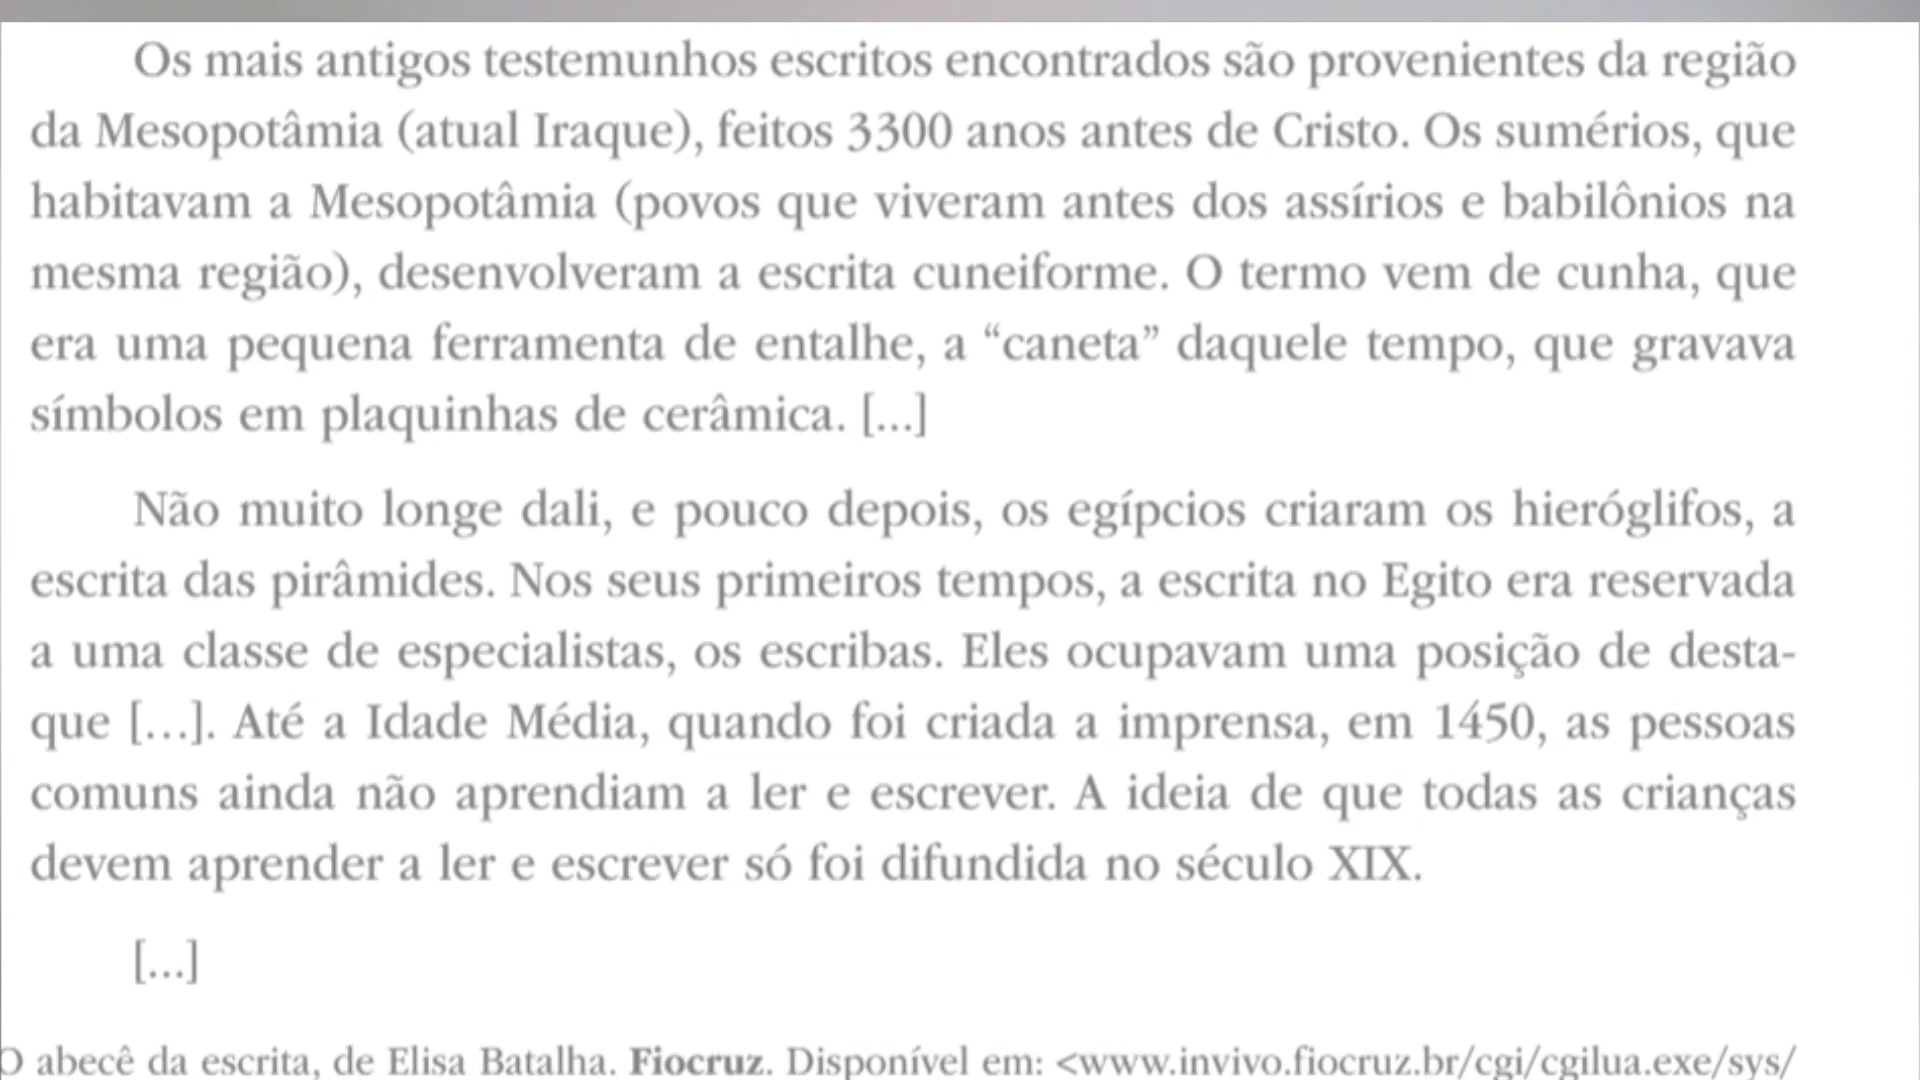 Os mais antigos testemunhos escritos encontrados são provenientes da região
da Mesopotâmia (atual Iraque), feitos 3300 anos antes de Cristo. Os sumérios, que
habitavam a Mesopotâmia (povos que viveram antes dos assírios e babilônios na
mesma região), desenvolveram a escrita cuneiforme. O termo vem de cunha, que
era uma pequena ferramenta de entalhe, a “caneta” daquele tempo, que gravava
símbolos em plaquinhas de cerâmica. [...]
Não muito longe dali, e pouco depois, os egípcios criaram os hieróglifos, a
escrita das pirâmides. Nos seus primeiros tempos, a escrita no Egito era reservada
a uma classe de especialistas, os escribas. Eles ocupavam uma posição de desta-
que [...]. Até a Idade Média, quando foi criada a imprensa, em 1450, as pessoas
comuns ainda não aprendiam a ler e escrever. A ideia de que todas as crianças
devem aprender a ler e escrever só foi difundida no século XIX.
[...]
O abecê da escrita, de Elisa Batalha. Fiocruz. Disponível em: <www.invivo.fiocruz.br/cgi/cgilua.exe/sys/